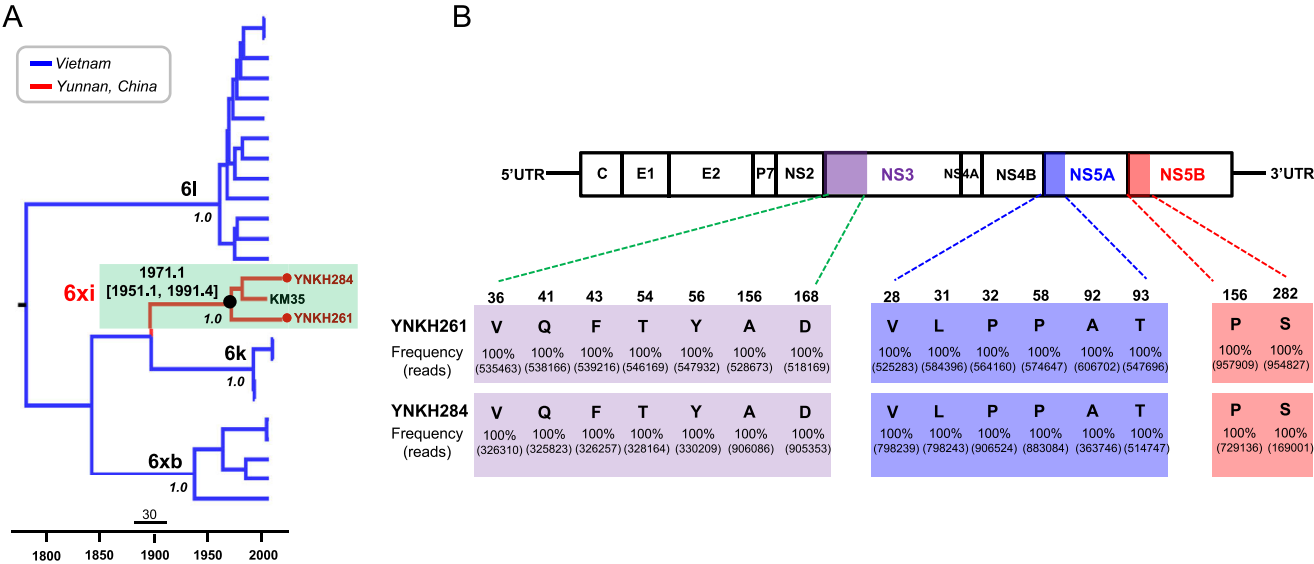 A
Vietnam
Yunnan, China
6l
1.0
1971.1
[1951.1, 1991.4]
6xi
1.0
YNKH284
KM35
YNKH261
6k
1.0
6xb
1.0
30
1800 1850 1900 1950 2000
B
5’UTR C E1 E2 P7 NS2 NS3 NS4A NS4B NS5A NS5B 3’UTR
36 41 43 54 56 156 168 28 31 32 58 92 93 156 282
YNKH261 V Q F T Y A D V L P P A T P S
Frequency 100% 100% 100% 100% 100% 100% 100% 100% 100% 100% 100% 100% 100% 100% 100%
(reads) (535463) (538166) (539216) (546169) (547932) (528673) (518169) (525283) (584396) (564160) (574647) (606702) (547696) (957909) (954827)
YNKH284 V Q F T Y A D V L P P A T P S
Frequency 100% 100% 100% 100% 100% 100% 100% 100% 100% 100% 100% 100% 100% 100% 100%
(reads) (326310) (325823) (326257) (328164) (330209) (906086) (905353) (798239) (798243) (906524) (883084) (363746) (514747) (729136) (169001)